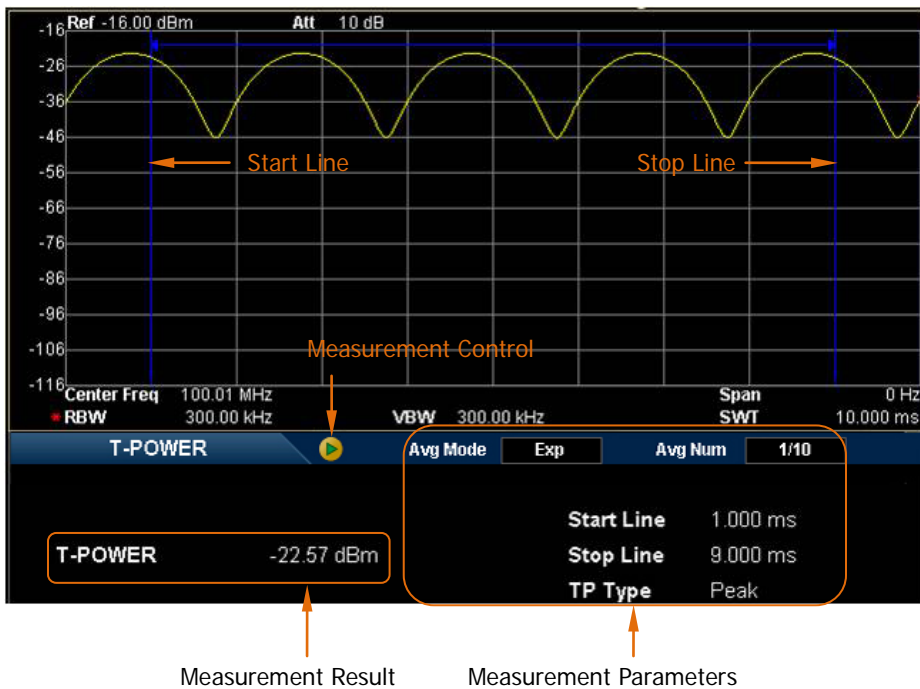 Ref -16.00 dBm Att 10 dB
-16
-26
-36
-46
Start Line Stop Line
-56
-66
-76
-86
-96
-106
Measurement Control
-116
Center Freq 100.01 MHz Span 0 Hz
*RBW 300.00 kHz VBW 300.00 kHz SWT 10.000 ms
T-POWER Avg Mode Exp Avg Num 1/10
Start Line 1.000 ms
T-POWER -22.57 dBm Stop Line 9.000 ms
TP Type Peak
Measurement Result Measurement Parameters